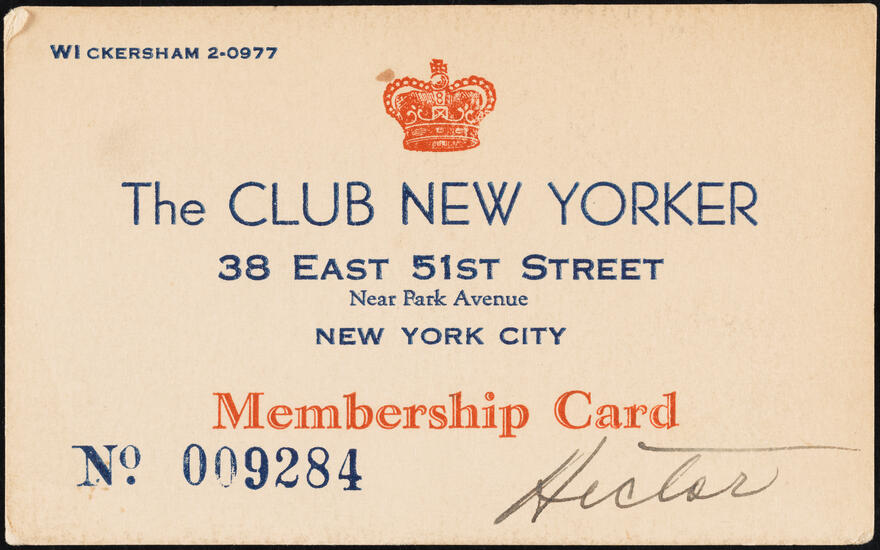 WICKERSHAM 2-0977
The CLUB NEW YORKER
38 EAST 51ST STREET
Near Park Avenue
NEW YORK CITY
Membership Card
No. 009284
Hector